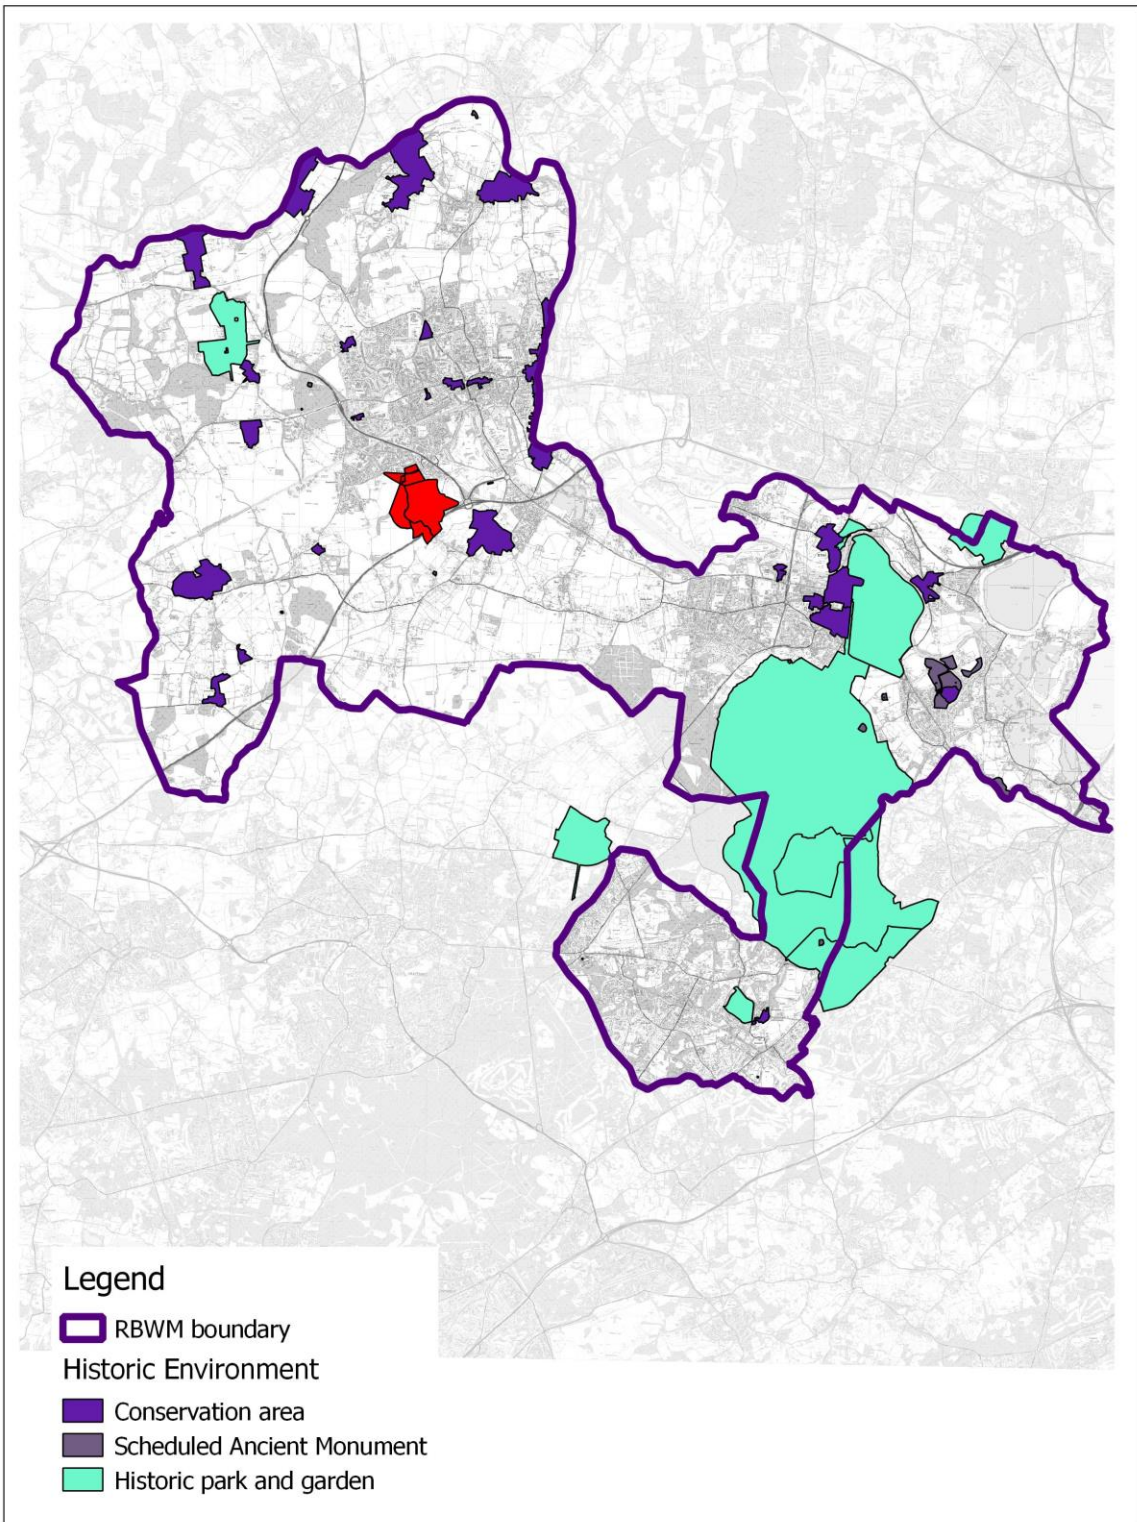 Legend
RBWM boundary
Historic Environment
Conservation area
Scheduled Ancient Monument
Historic park and garden